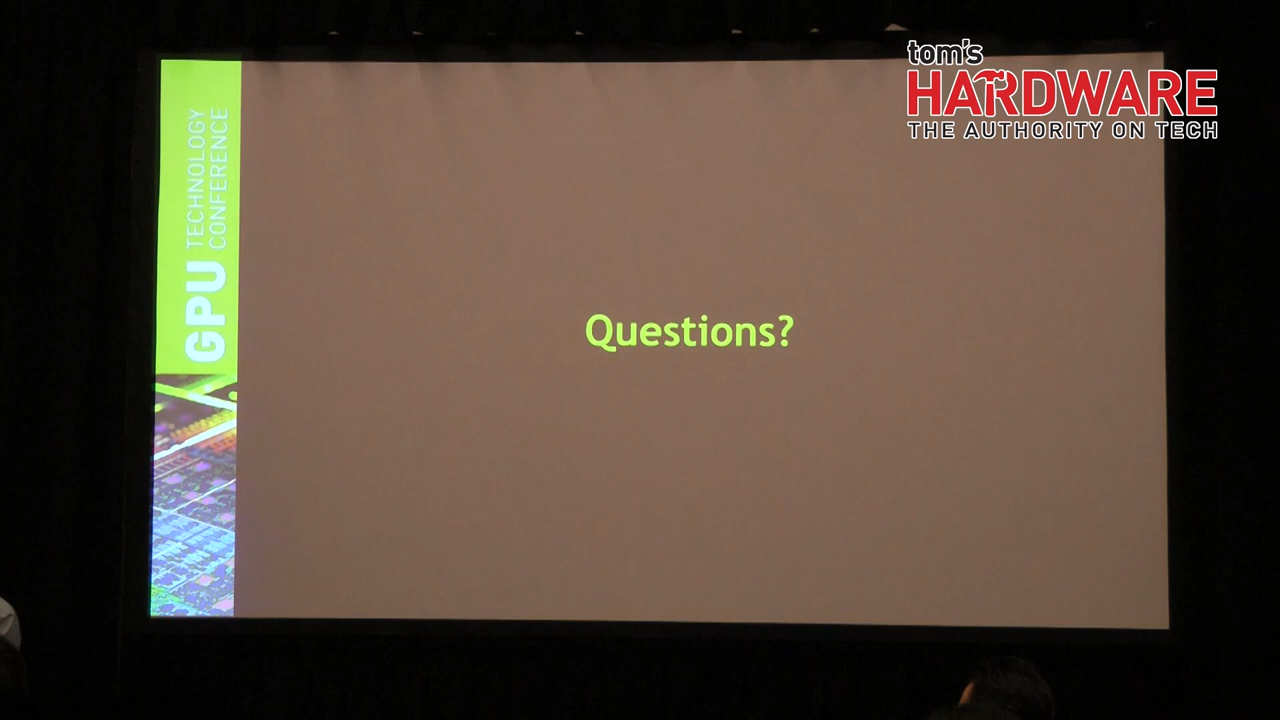 tom's
HARDWARE
THE AUTHORITY ON TECH
GPU TECHNOLOGY
CONFERENCE
Questions?